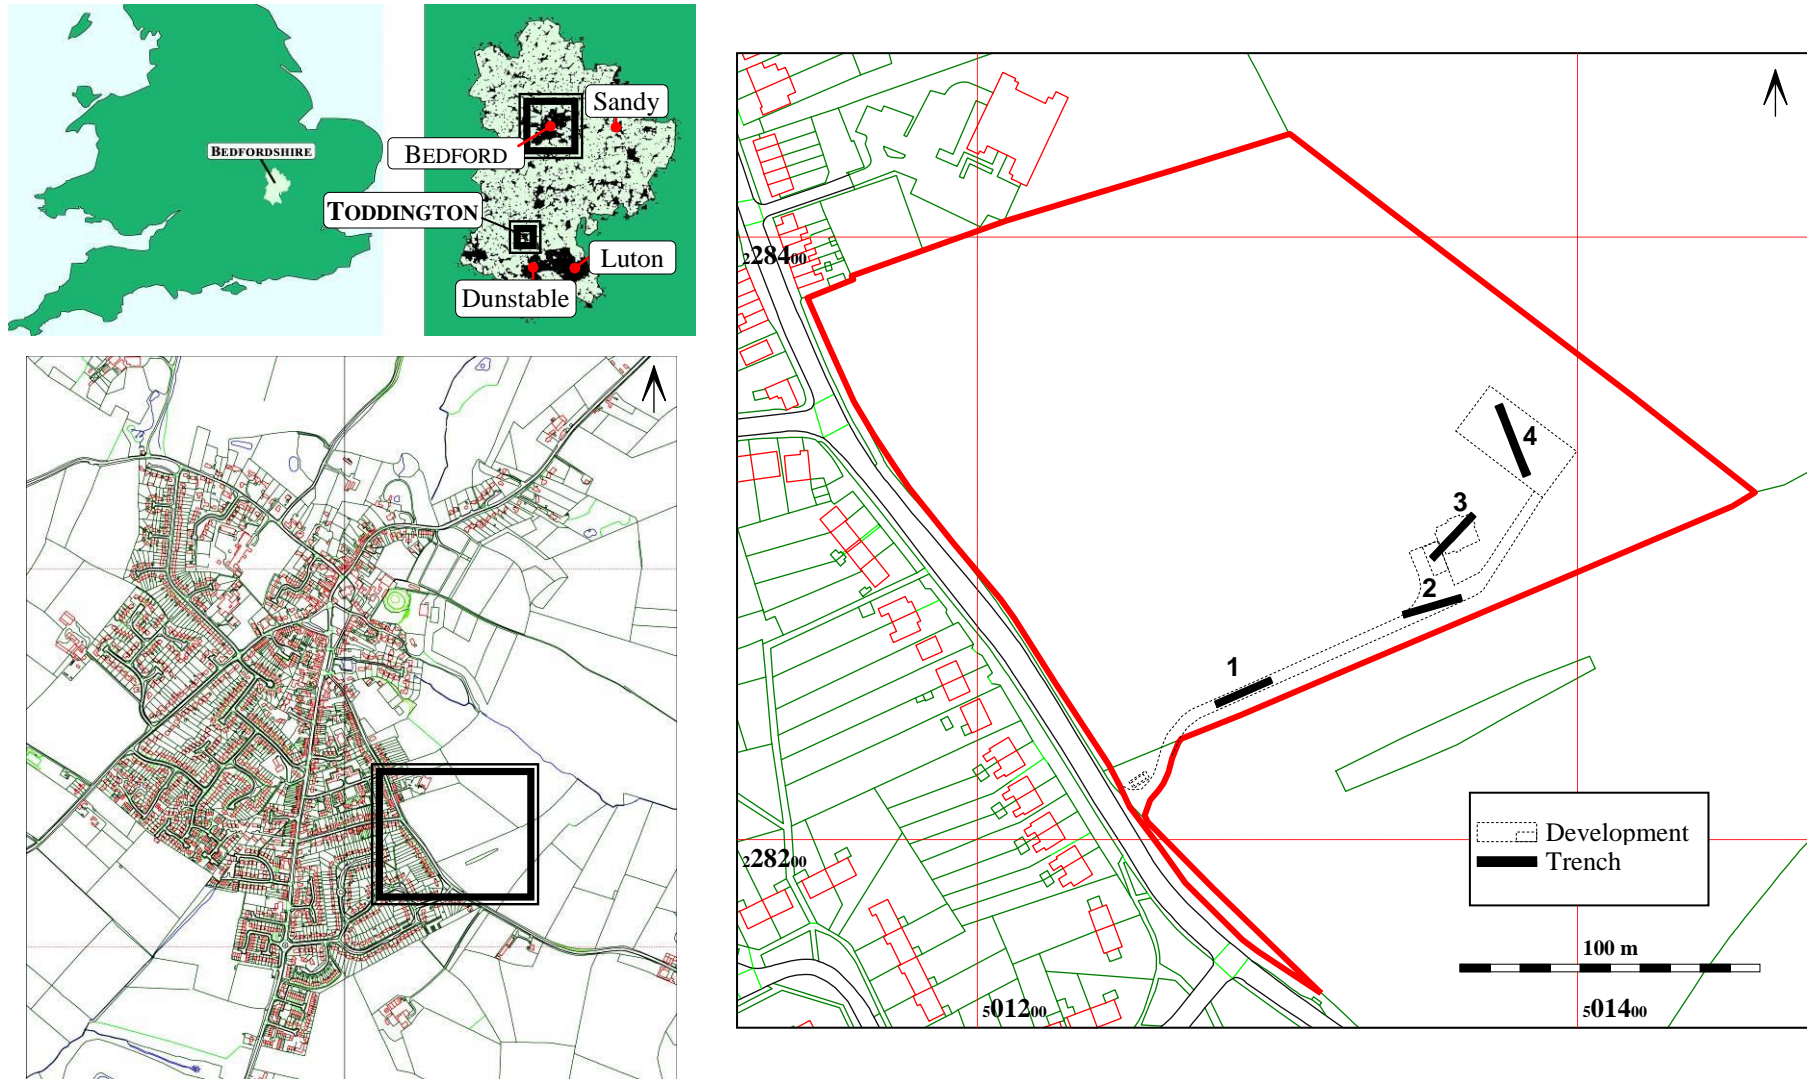 BEDFORDSHIRE
Sandy
BEDFORD
TODDINGTON
Luton
Dunstable
228400
4
3
2
1
228200
Development
Trench
100 m
501200
501400